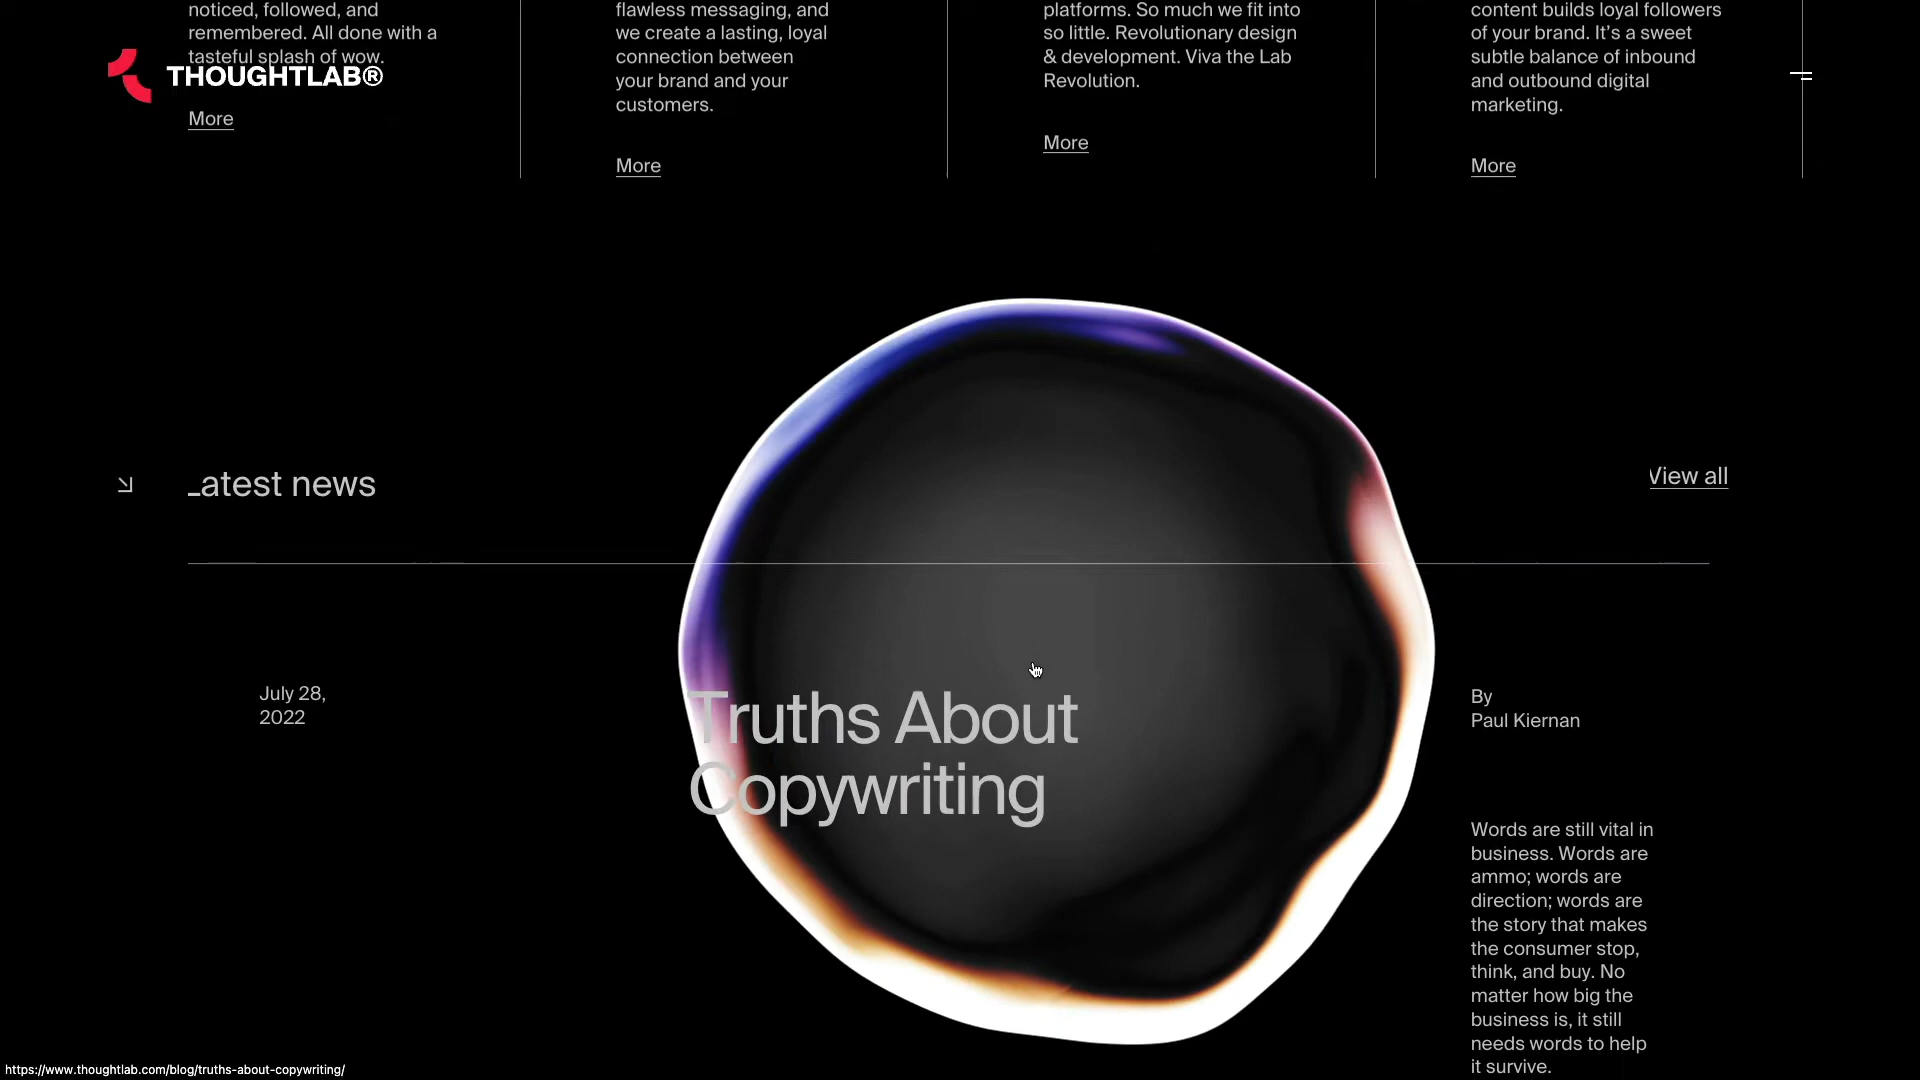 noticed, followed, and
remembered. All done with a
tasteful splash of wow.
More
flawless messaging, and
we create a lasting, loyal
connection between
your brand and your
customers.
More
platforms. So much we fit into
so little. Revolutionary design
& development. Viva the Lab
Revolution.
More
content builds loyal followers
of your brand. It's a sweet
subtle balance of inbound
and outbound digital
marketing.
More
THOUGHTLAB®
Latest news
View all
July 28,
2022
Truths About
Copywriting
By
Paul Kiernan
Words are still vital in
business. Words are
ammo; words are
direction; words are
the story that makes
the consumer stop,
think, and buy. No
matter how big the
business is, it still
needs words to help
it survive.
https://www.thoughtlab.com/blog/truths-about-copywriting/